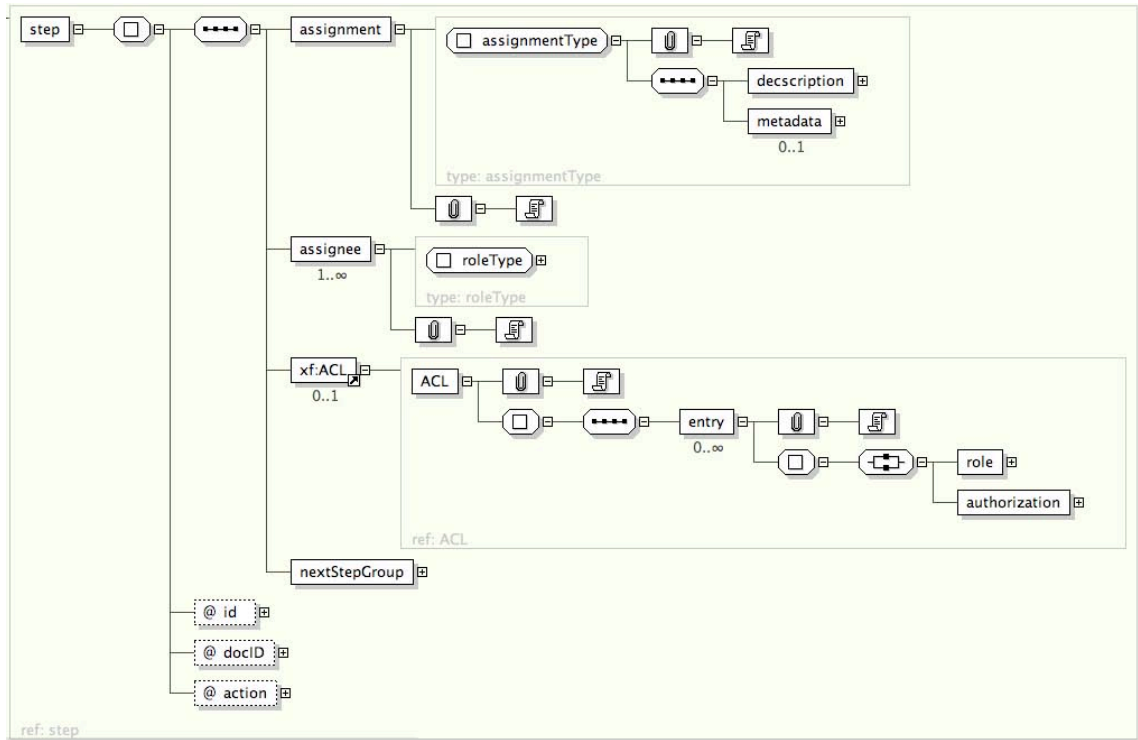 step
assignment
assignmentType
decscription
metadata
0..1
type: assignmentType
assignee
1..∞
roleType
type: roleType
xf:ACL
0..1
ACL
entry
0..∞
role
authorization
ref: ACL
nextStepGroup
@ id
@ docID
@ action
ref: step